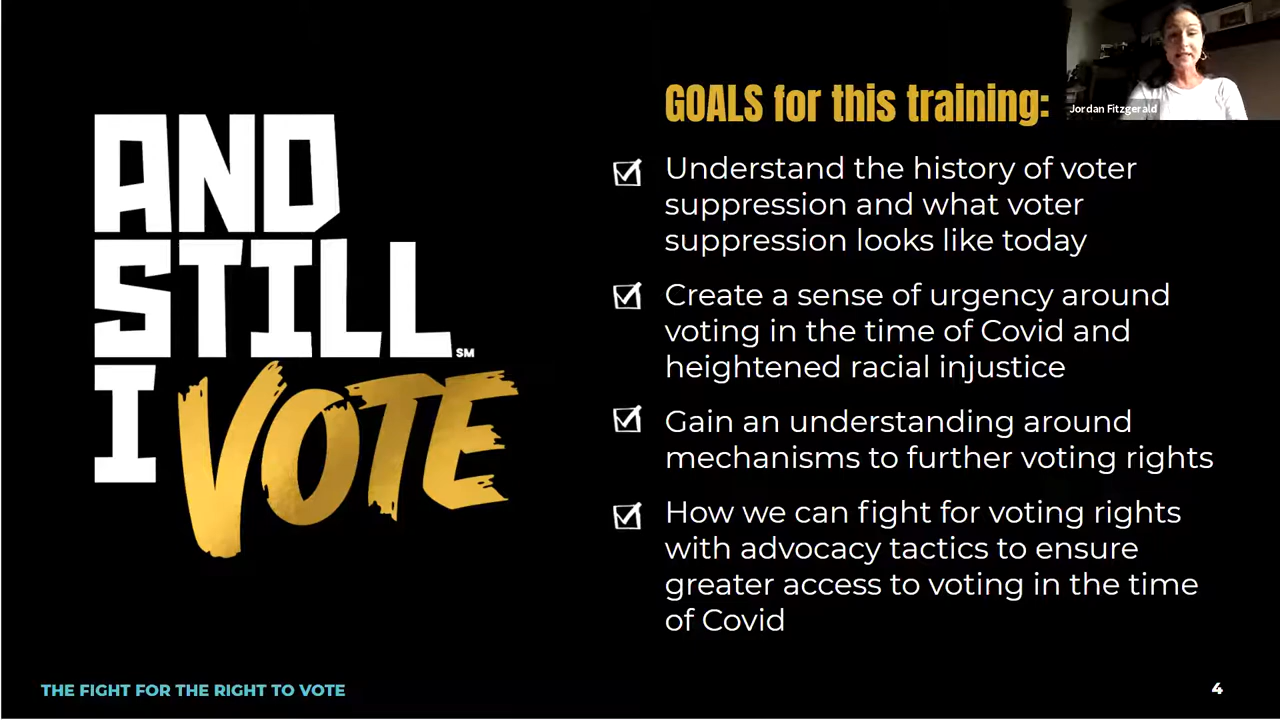 AND
STILL
SM
I VOTE
GOALS for this training:
Jordan Fitzgerald
Understand the history of voter
suppression and what voter
suppression looks like today
Create a sense of urgency around
voting in the time of Covid and
heightened racial injustice
Gain an understanding around
mechanisms to further voting rights
How we can fight for voting rights
with advocacy tactics to ensure
greater access to voting in the time
of Covid
THE FIGHT FOR THE RIGHT TO VOTE
4